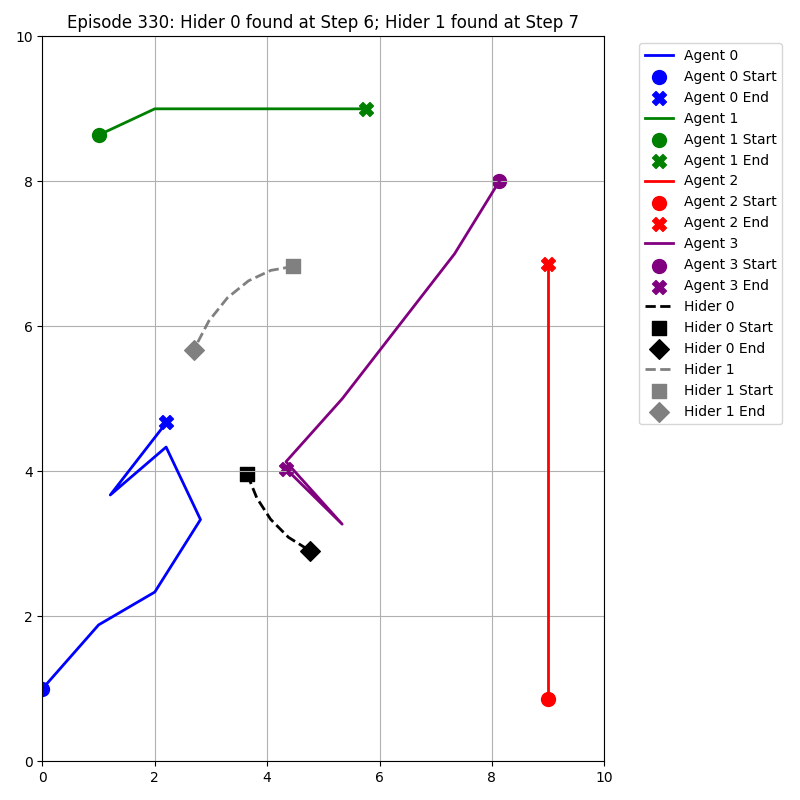 Episode 330: Hider 0 found at Step 6; Hider 1 found at Step 7
10
8
6
4
2
0
0 2 4 6 8 10
Agent 0
Agent 0 Start
Agent 0 End
Agent 1
Agent 1 Start
Agent 1 End
Agent 2
Agent 2 Start
Agent 2 End
Agent 3
Agent 3 Start
Agent 3 End
Hider 0
Hider 0 Start
Hider 0 End
Hider 1
Hider 1 Start
Hider 1 End